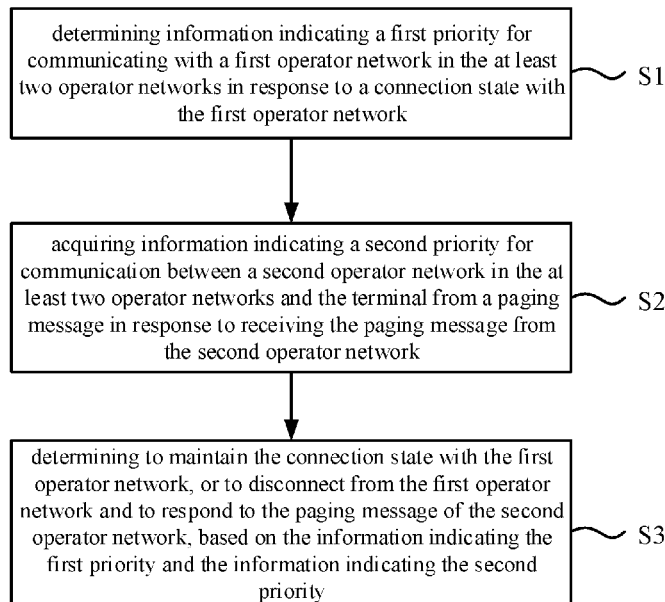 determining information indicating a first priority for
communicating with a first operator network in the at least
two operator networks in response to a connection state with
the first operator network
S1
acquiring information indicating a second priority for
communication between a second operator network in the at
least two operator networks and the terminal from a paging
message in response to receiving the paging message from
the second operator network
S2
determining to maintain the connection state with the first
operator network, or to disconnect from the first operator
network and to respond to the paging message of the second
operator network, based on the information indicating the
first priority and the information indicating the second
priority
S3